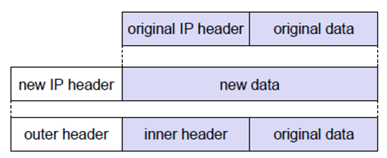 original IP header original data
new IP header new data
outer header inner header original data